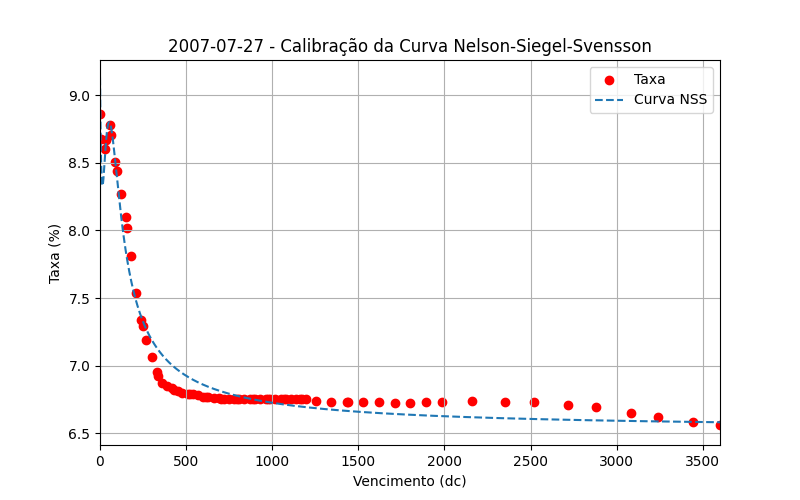 2007-07-27 - Calibração da Curva Nelson-Siegel-Svensson
Taxa
Curva NSS
Taxa (%)
9.0
8.5
8.0
7.5
7.0
6.5
0 500 1000 1500 2000 2500 3000 3500
Vencimento (dc)